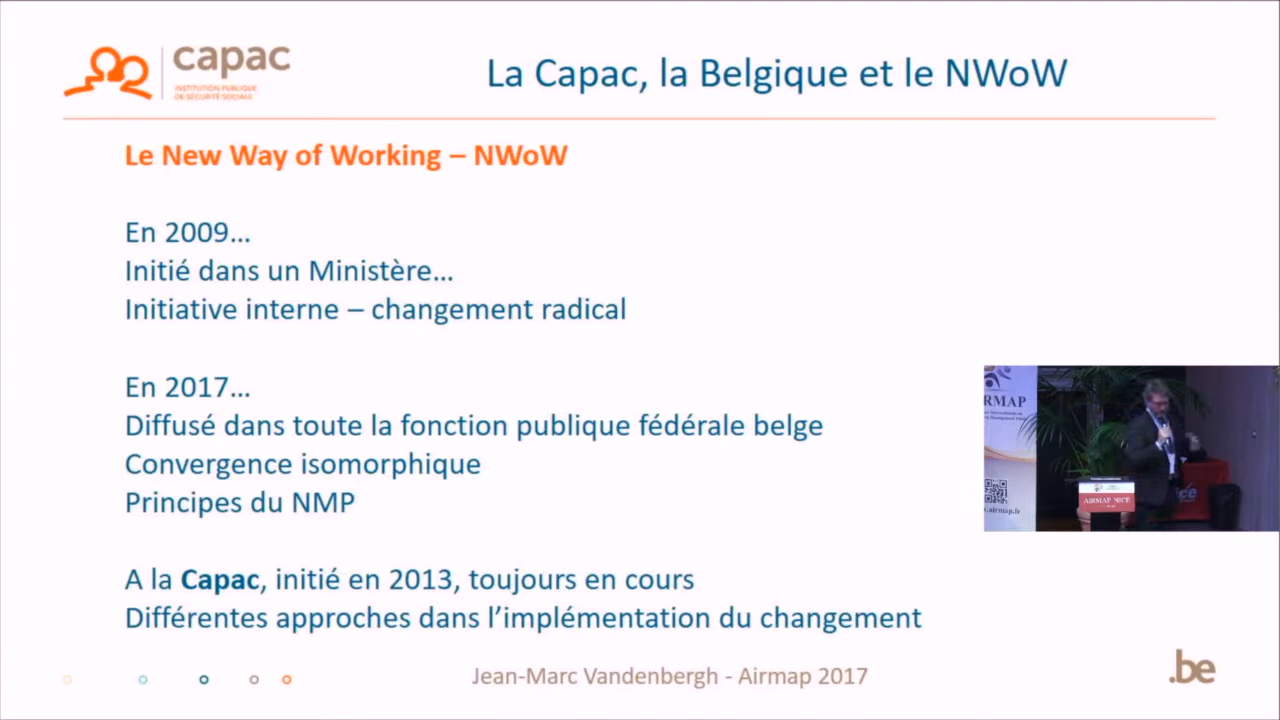 capac
INSTITUTION PUBLIQUE
DE SÉCURITÉ SOCIALE
La Capac, la Belgique et le NWoW
Le New Way of Working – NWoW
En 2009…
Initié dans un Ministère…
Initiative interne – changement radical
En 2017…
Diffusé dans toute la fonction publique fédérale belge
Convergence isomorphique
Principes du NMP
A la Capac, initié en 2013, toujours en cours
Différentes approches dans l’implémentation du changement
RMAP
AIRMAP NICE
.airmap.fr
Jean-Marc Vandenbergh - Airmap 2017
.be